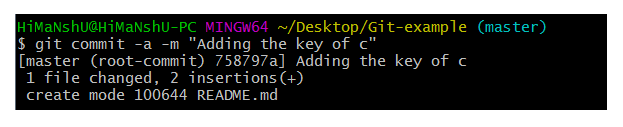 HiMaNshU@HiMaNshU-PC MINGW64 ~/Desktop/Git-example (master)
$ git commit -a -m "Adding the key of c"
[master (root-commit) 758797a] Adding the key of c
 1 file changed, 2 insertions(+)
 create mode 100644 README.md